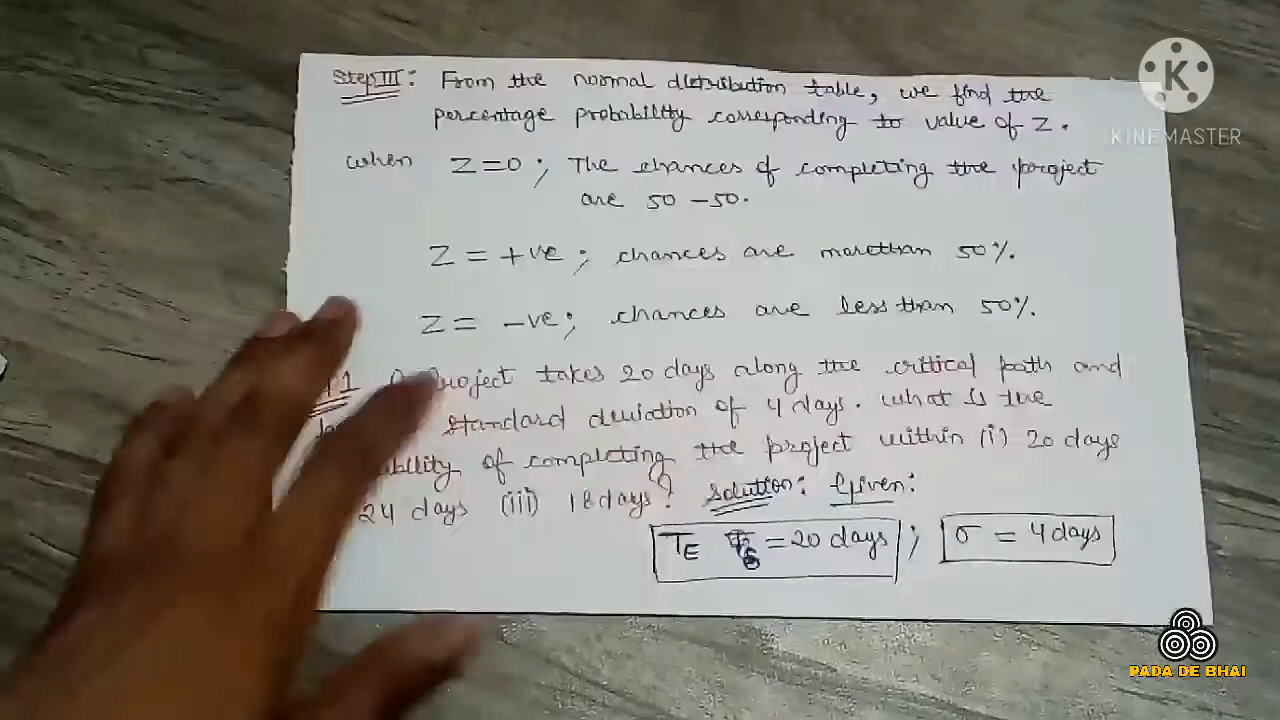 Step III: From the normal distribution table, we find the
percentage probability corresponding to value of Z.
when Z=0; The chances of completing the project
are 50-50.
Z = +ve; chances are morethan 50%.
Z = -ve; chances are less than 50%.
project takes 20 days along the critical path and
standard deviation of 4 days. What is the
of completing the project within (i) 20 days
24 days (iii) 18 days? Solution: Given:
TE = 20 days ; σ = 4 days
K
KINEMASTER
PADA DE BHAI